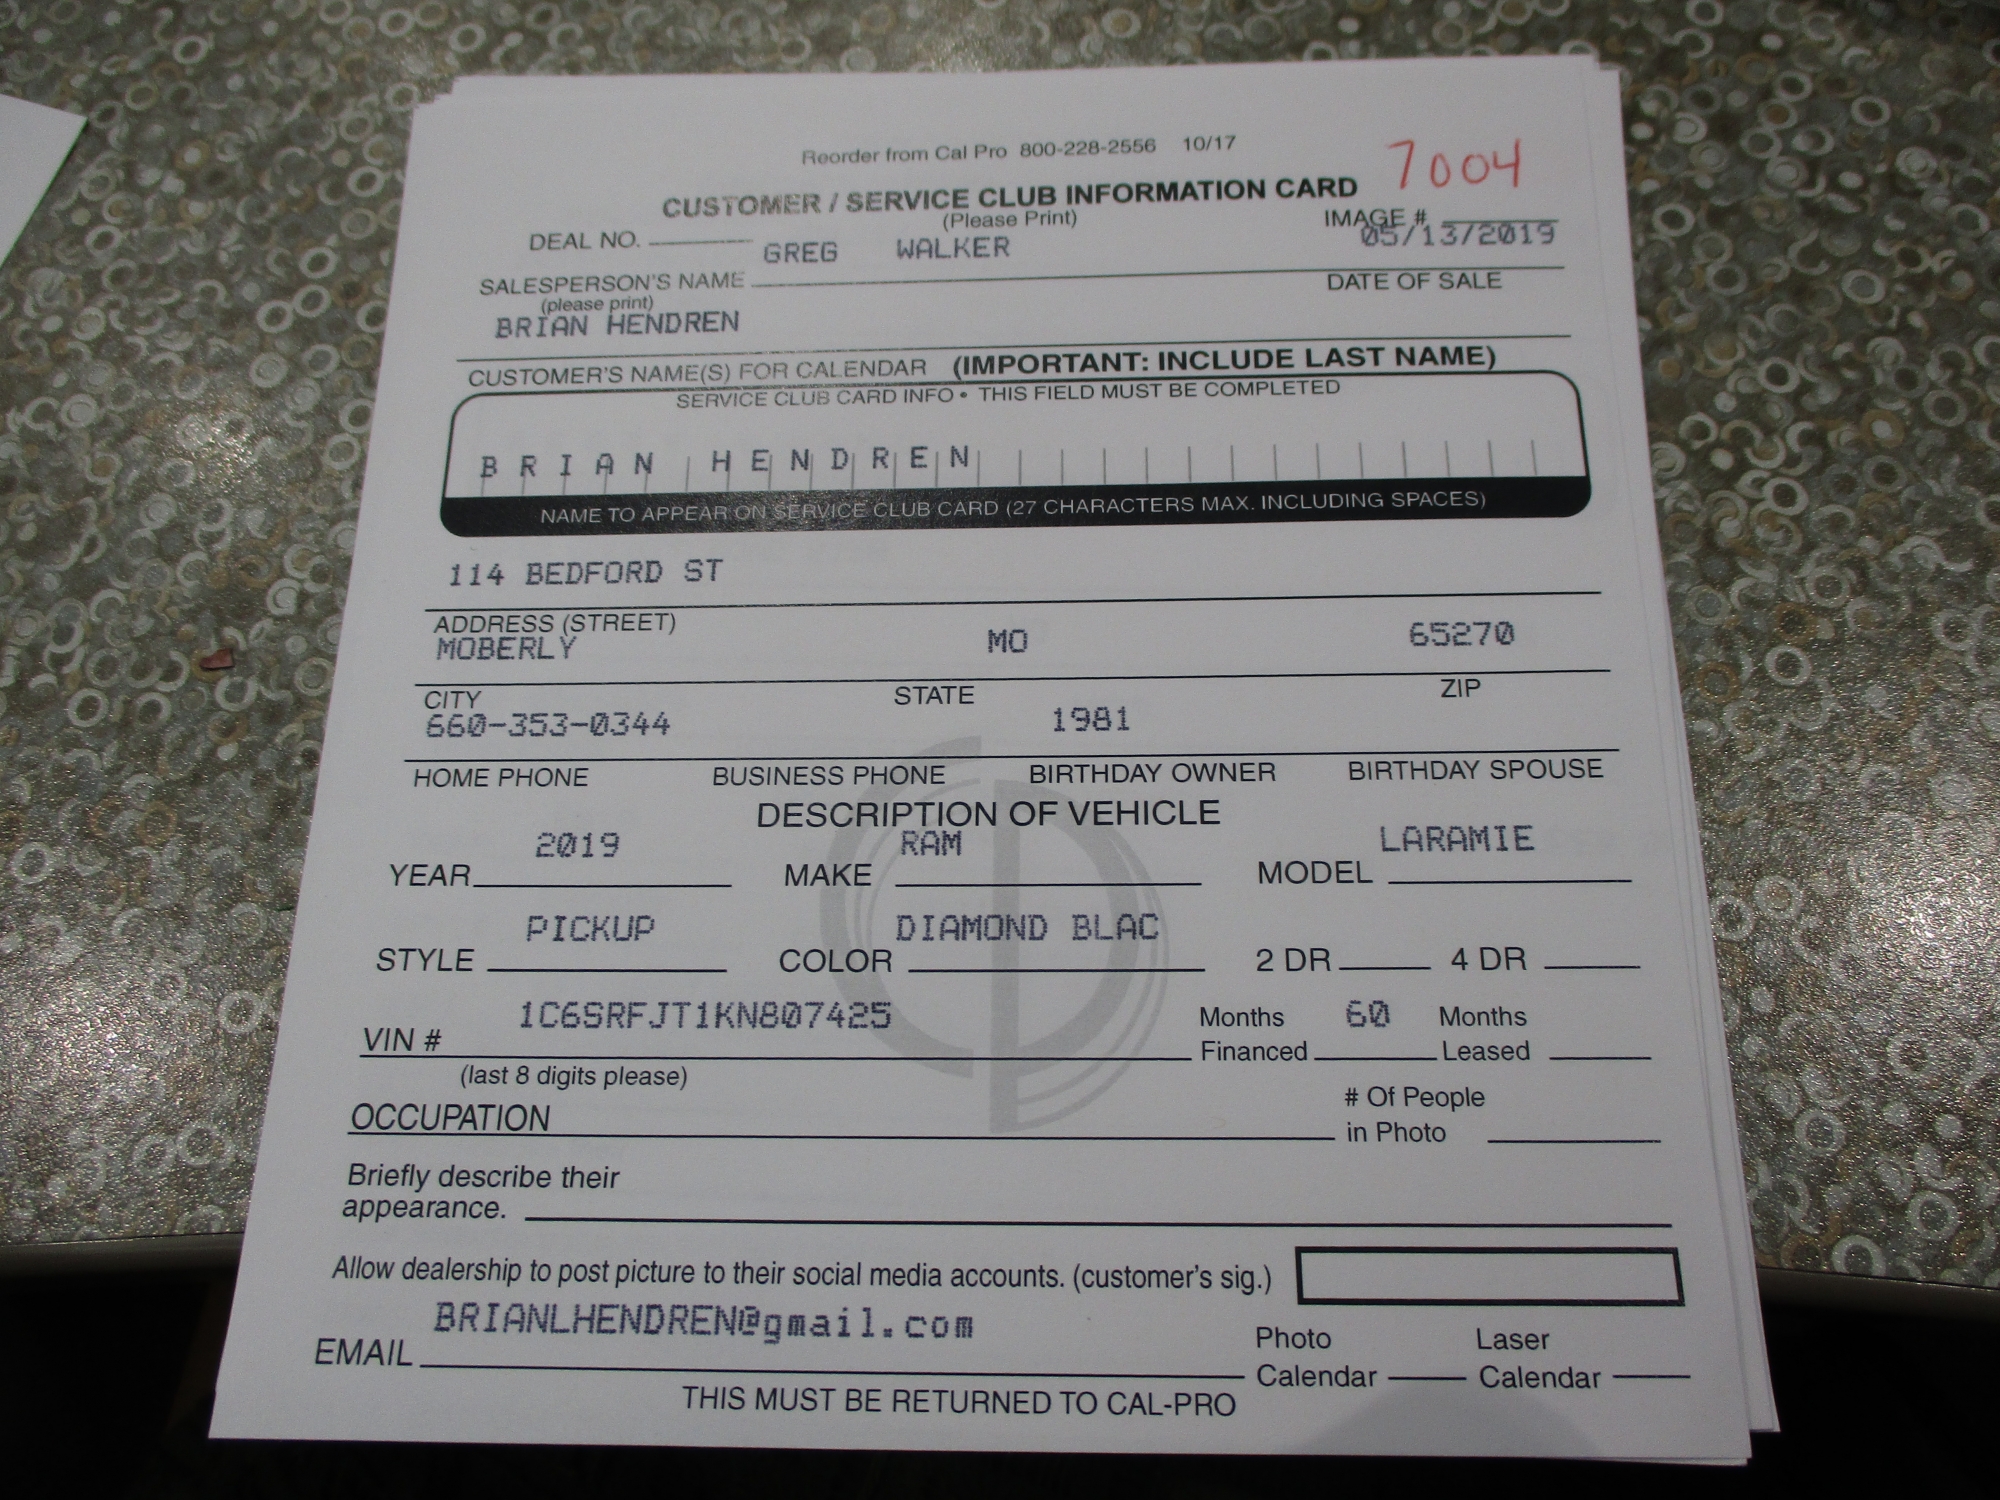 Reorder from Cal Pro 800-228-2556 10/17
7004
CUSTOMER / SERVICE CLUB INFORMATION CARD
(Please Print)
IMAGE #
DEAL NO.
GREG WALKER
05/13/2019
SALESPERSON'S NAME
DATE OF SALE
(please print)
BRIAN HENDREN
CUSTOMER'S NAME(S) FOR CALENDAR (IMPORTANT: INCLUDE LAST NAME)
SERVICE CLUB CARD INFO • THIS FIELD MUST BE COMPLETED
BRIAN HENDREN
NAME TO APPEAR ON SERVICE CLUB CARD (27 CHARACTERS MAX. INCLUDING SPACES)
114 BEDFORD ST
ADDRESS (STREET)
MOBERLY MO 65270
CITY STATE ZIP
660-353-0344 1981
HOME PHONE BUSINESS PHONE BIRTHDAY OWNER BIRTHDAY SPOUSE
DESCRIPTION OF VEHICLE
2019 RAM LARAMIE
YEAR MAKE MODEL
PICKUP DIAMOND BLAC
STYLE COLOR 2 DR 4 DR
1C6SRFJT1KN807425 Months 60 Months
VIN # Financed Leased
(last 8 digits please)
# Of People
OCCUPATION
in Photo
Briefly describe their
appearance.
Allow dealership to post picture to their social media accounts. (customer's sig.)
BRIANLHENDREN@gmail.com
Photo Laser
EMAIL
Calendar Calendar
THIS MUST BE RETURNED TO CAL-PRO